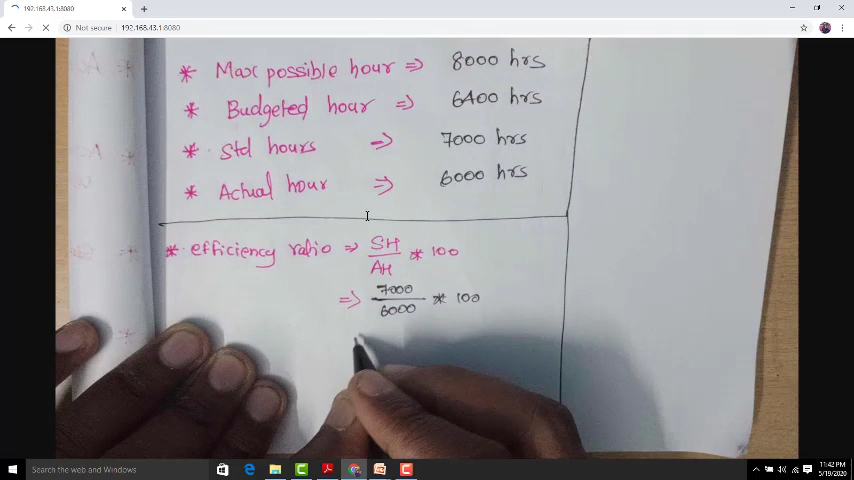 192.168.43.1:8080
Not secure | 192.168.43.1:8080
* Max possible hour => 8000 hrs
* Budgeted hour => 6400 hrs
* Std hours => 7000 hrs
* Actual hour => 6000 hrs
* efficiency ratio => SH
AH
* 100
=> 7000
6000
* 100
Search the web and Windows
11:42 PM
5/19/2020